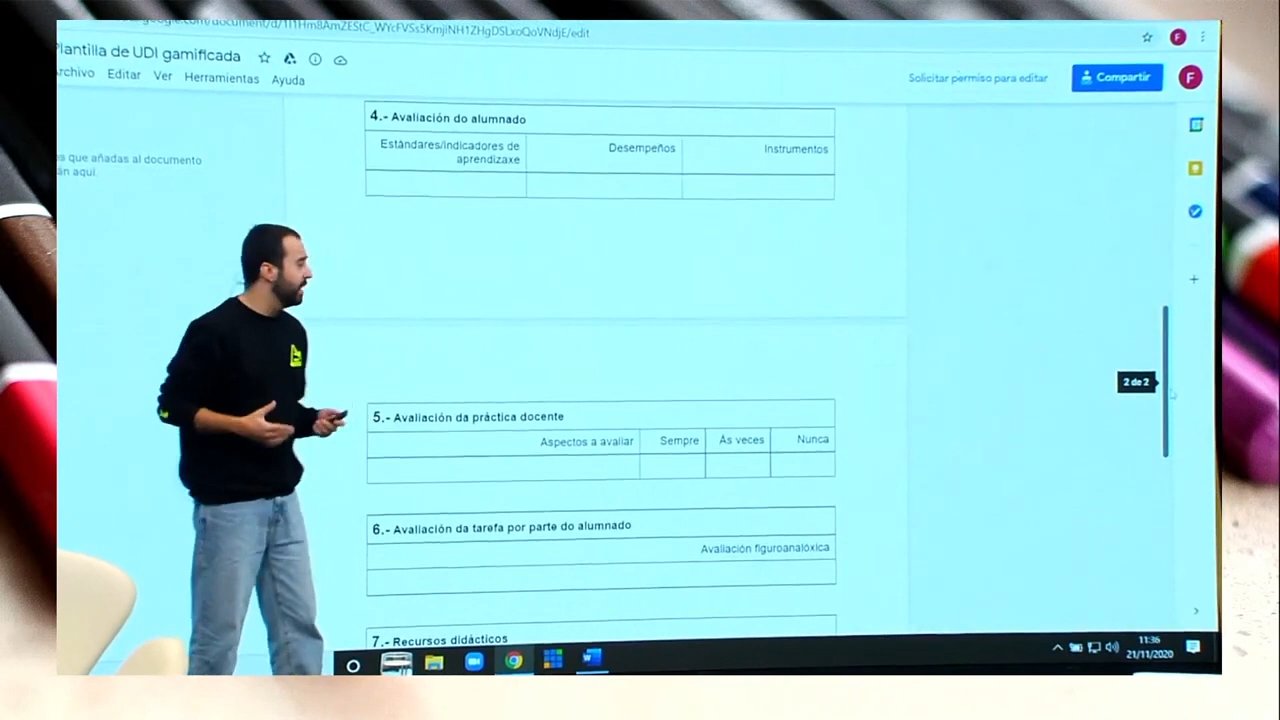 Plantilla de UDI gamificada
Archivo Editar Ver Herramientas Ayuda
Solicitar permiso para editar
Compartir
F
F
os que añadas al documento
án aquí.
4.- Avaliación do alumnado
Estándares/indicadores de
aprendizaxe
Desempeños
Instrumentos
2 de 2
5.- Avaliación da práctica docente
Aspectos a avaliar Sempre Ás veces Nunca
6.- Avaliación da tarefa por parte do alumnado
Avaliación figuroanalóxica
7.- Recursos didácticos
11:36
21/11/2020